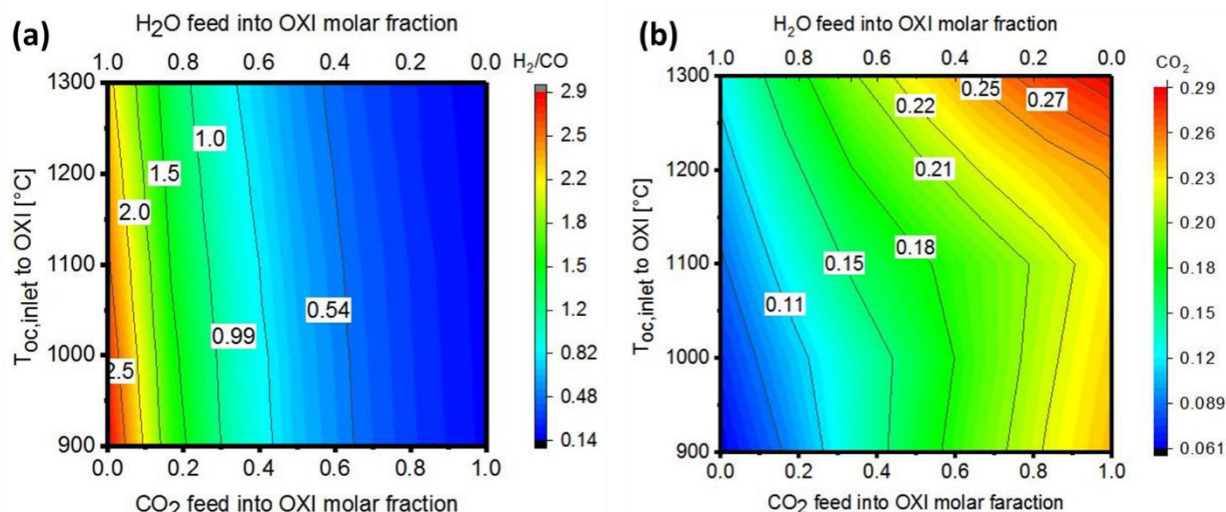 (a)
H₂O feed into OXI molar fraction
1.0 0.8 0.6 0.4 0.2 0.0
H₂/CO
1300
1200
1100
1000
900
T_oc,inlet to OXI [°C]
1.0
1.5
2.0
0.54
0.99
2.5
2.9
2.5
2.2
1.8
1.5
1.2
0.82
0.48
0.14
0.0 0.2 0.4 0.6 0.8 1.0
CO₂ feed into OXI molar fraction
(b)
H₂O feed into OXI molar fraction
1.0 0.8 0.6 0.4 0.2 0.0
CO₂
1300
1200
1100
1000
900
T_oc,inlet to OXI [°C]
0.25
0.27
0.22
0.21
0.18
0.15
0.11
0.29
0.26
0.23
0.20
0.18
0.15
0.12
0.089
0.061
0.0 0.2 0.4 0.6 0.8 1.0
CO₂ feed into OXI molar faraction